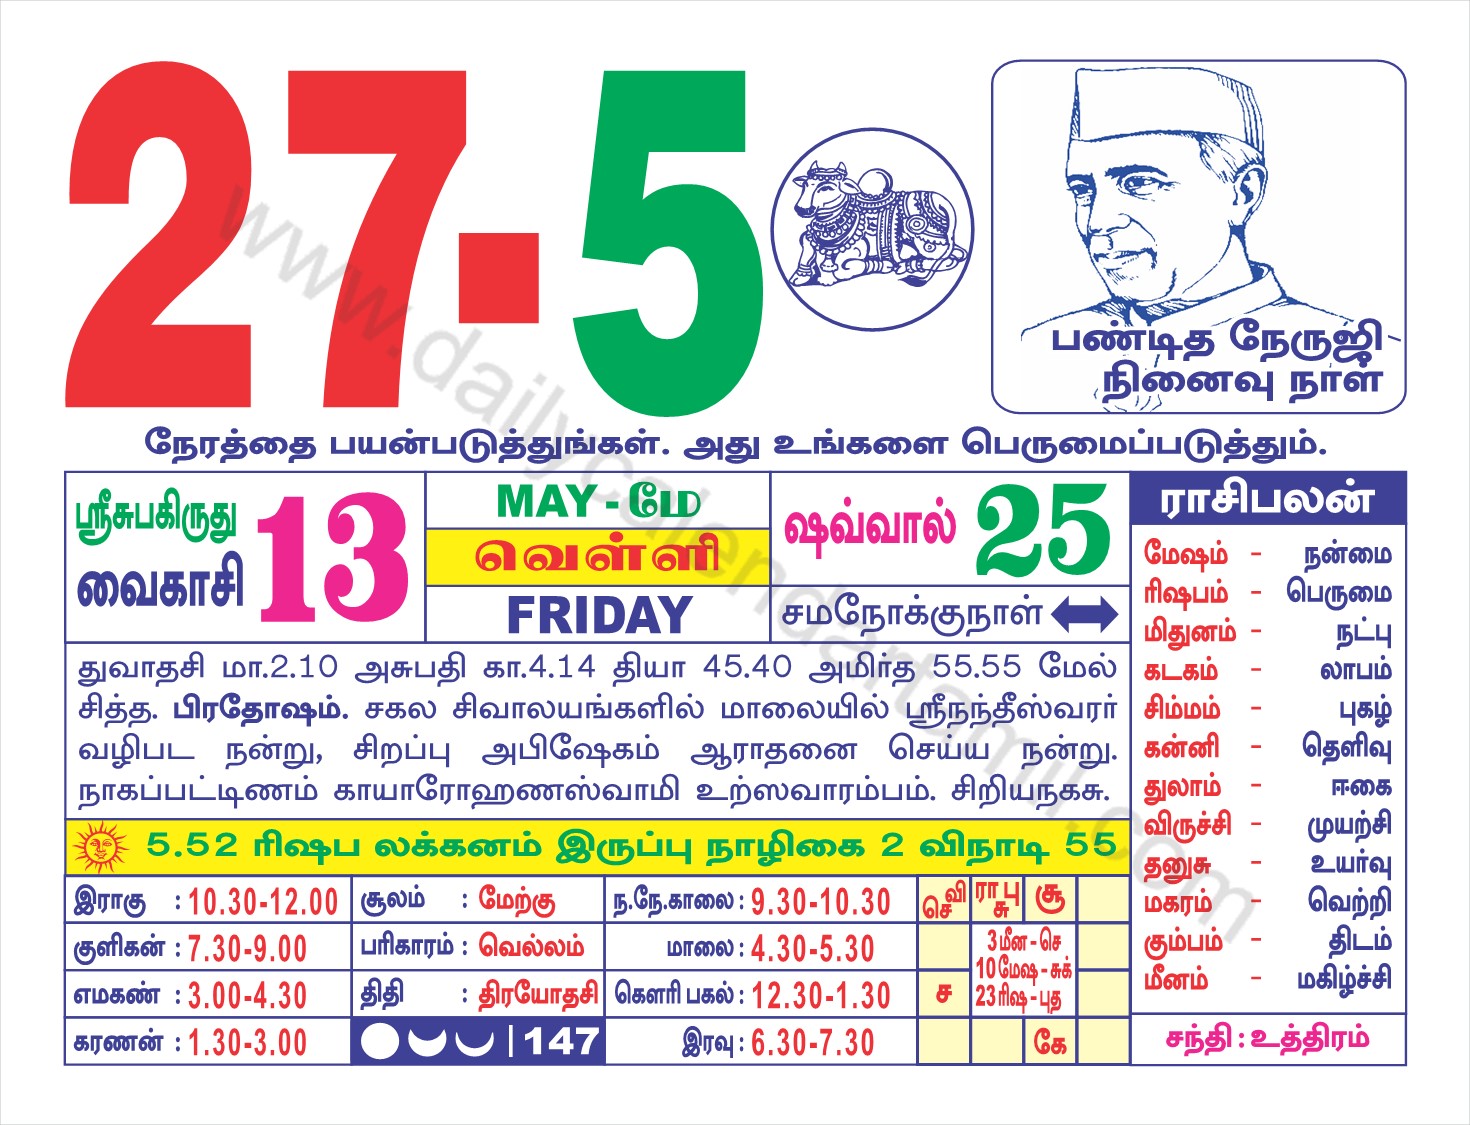 27-5
பண்டித நேருஜி
நினைவு நாள்
நேரத்தை பயன்படுத்துங்கள். அது உங்களை பெருமைப்படுத்தும்.
ஸ்ரீசுபகிருது
வைகாசி 13
MAY - மே
வெள்ளி
FRIDAY
ஷவ்வால் 25
சமநோக்குநாள்
துவாதசி மா.2.10 அசுபதி கா.4.14 தியா 45.40 அமிர்த 55.55 மேல்
சித்த. பிரதோஷம். சகல சிவாலயங்களில் மாலையில் ஸ்ரீநந்தீஸ்வரர்
வழிபட நன்று, சிறப்பு அபிஷேகம் ஆராதனை செய்ய நன்று.
நாகப்பட்டிணம் காயாரோஹணஸ்வாமி உற்ஸவாரம்பம். சிறியநகசு.
5.52 ரிஷப லக்கனம் இருப்பு நாழிகை 2 விநாடி 55
இராகு : 10.30-12.00
குளிகன் : 7.30-9.00
எமகண் : 3.00-4.30
கரணன் : 1.30-3.00
சூலம் : மேற்கு
பரிகாரம் : வெல்லம்
திதி : திரயோதசி
147
ந.நே.காலை : 9.30-10.30
மாலை : 4.30-5.30
கௌரி பகல் : 12.30-1.30
இரவு : 6.30-7.30
செ வி ரா பு சு சூ
3 மீன - செ
10 மேஷ - சுக்
23 ரிஷ - புத
ச
கே
ராசிபலன்
மேஷம் - நன்மை
ரிஷபம் - பெருமை
மிதுனம் - நட்பு
கடகம் - லாபம்
சிம்மம் - புகழ்
கன்னி - தெளிவு
துலாம் - ஈகை
விருச்சி - முயற்சி
தனுசு - உயர்வு
மகரம் - வெற்றி
கும்பம் - திடம்
மீனம் - மகிழ்ச்சி
சந்தி : உத்திரம்
www.dailycalendartamil.com